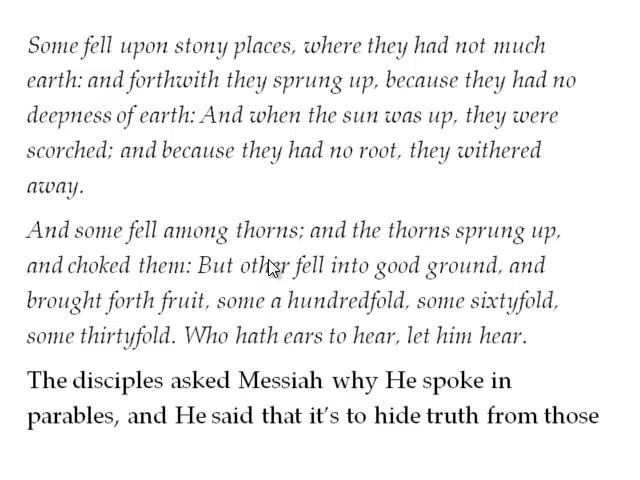 Some fell upon stony places, where they had not much
earth: and forthwith they sprung up, because they had no
deepness of earth: And when the sun was up, they were
scorched; and because they had no root, they withered
away.
And some fell among thorns; and the thorns sprung up,
and choked them: But other fell into good ground, and
brought forth fruit, some a hundredfold, some sixtyfold,
some thirtyfold. Who hath ears to hear, let him hear.
The disciples asked Messiah why He spoke in
parables, and He said that it's to hide truth from those